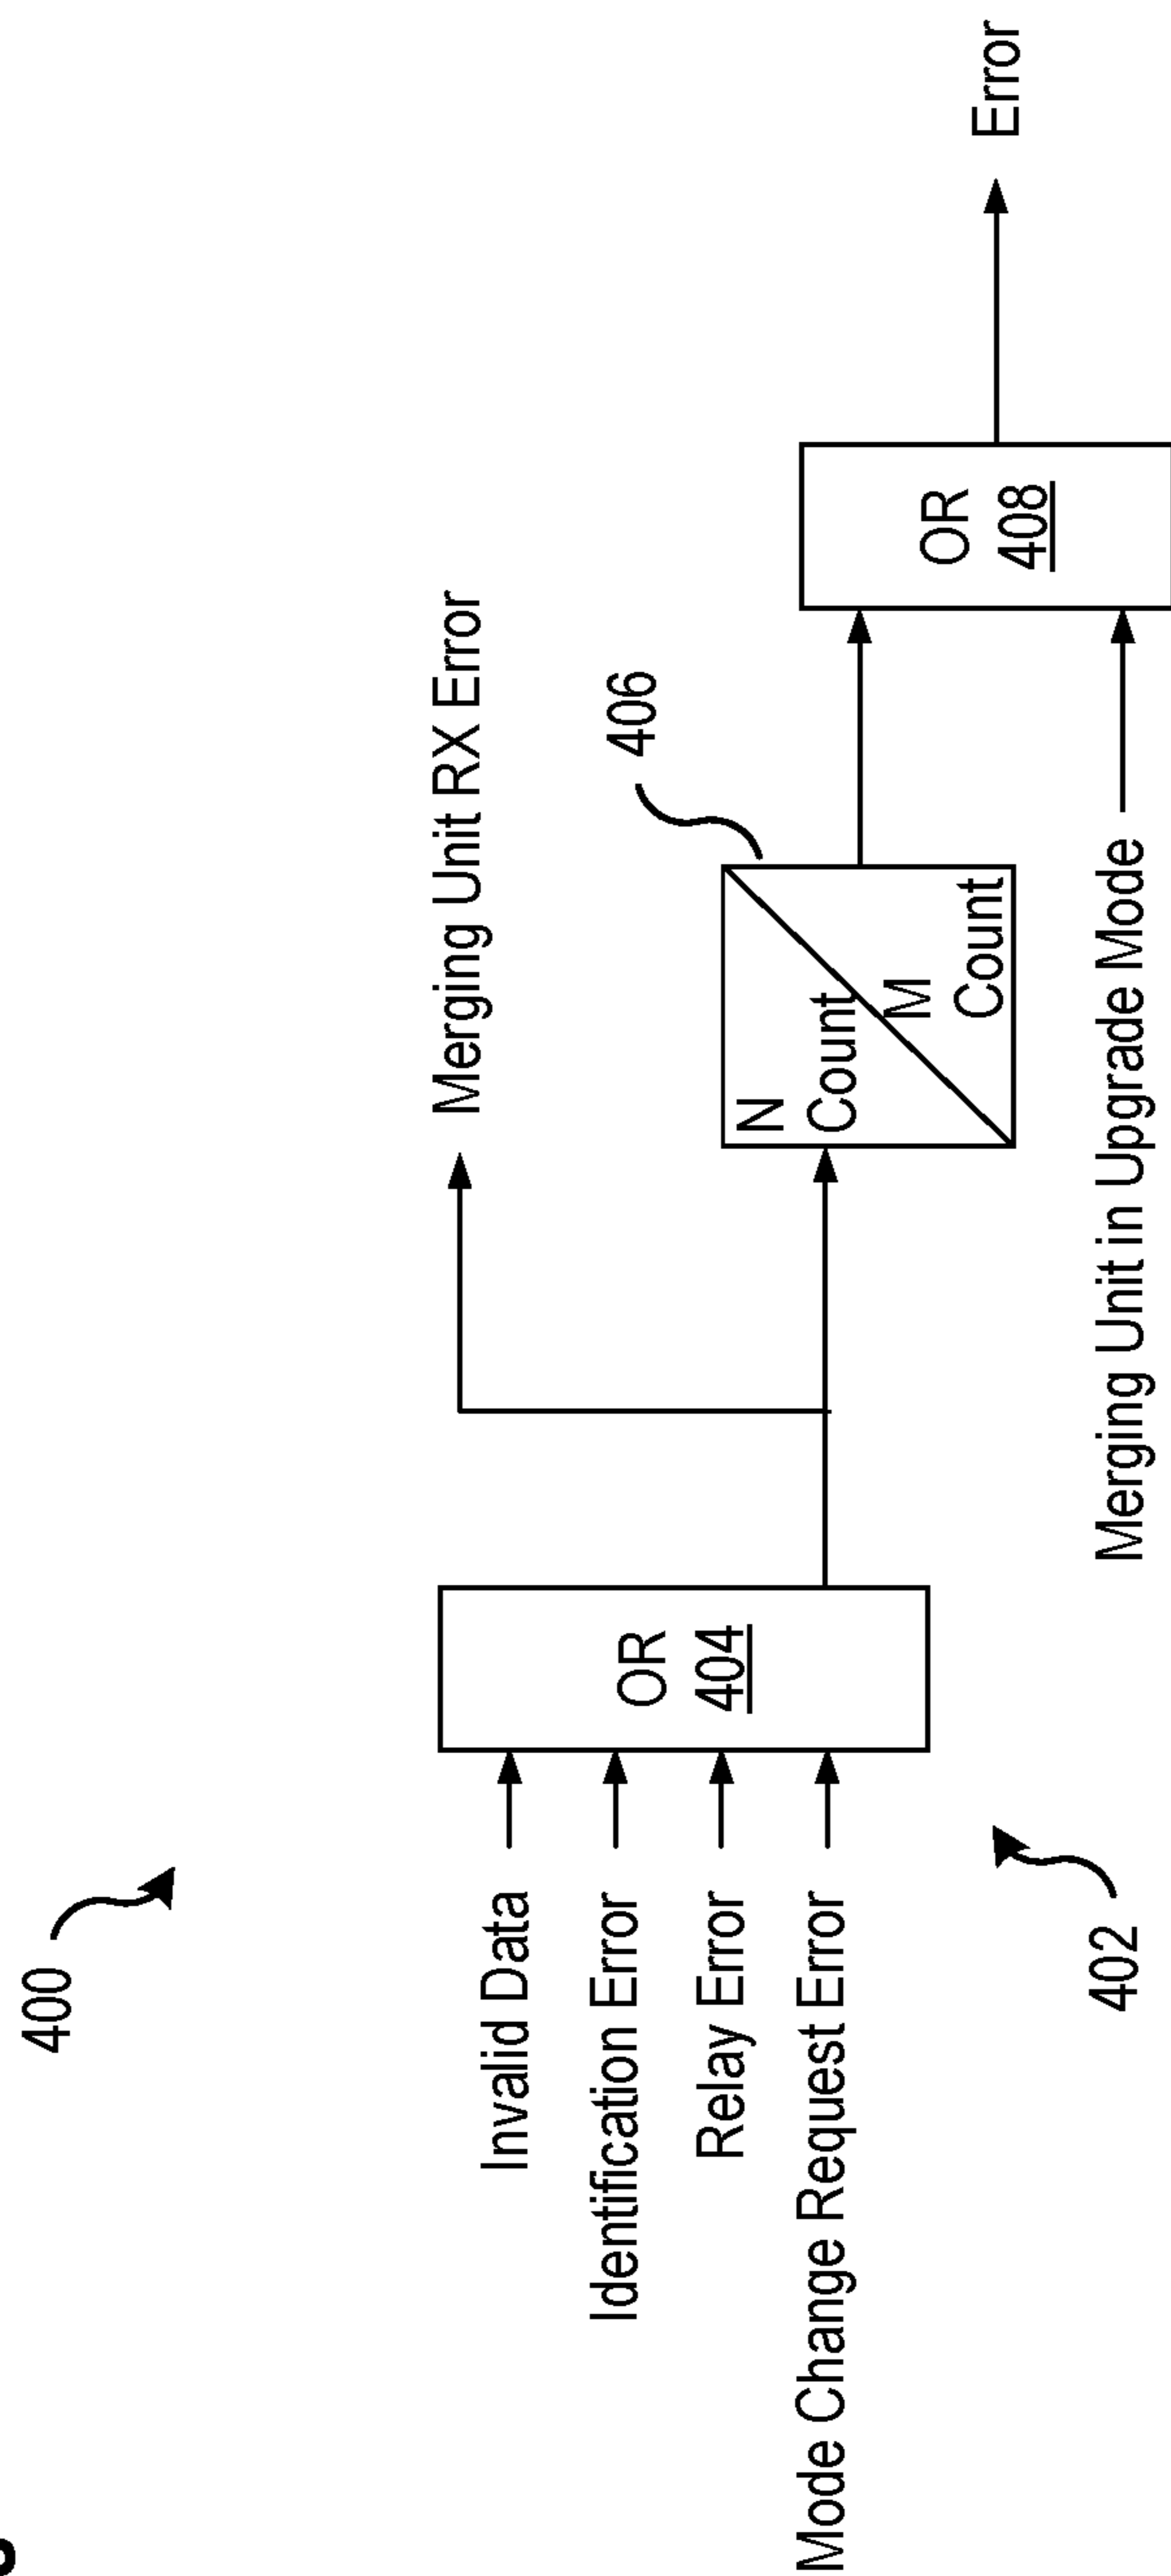 400
Invalid Data
Identification Error
Relay Error
Mode Change Request Error
402
OR
404
Merging Unit RX Error
406
N
Count
M
Count
Merging Unit in Upgrade Mode
OR
408
Error